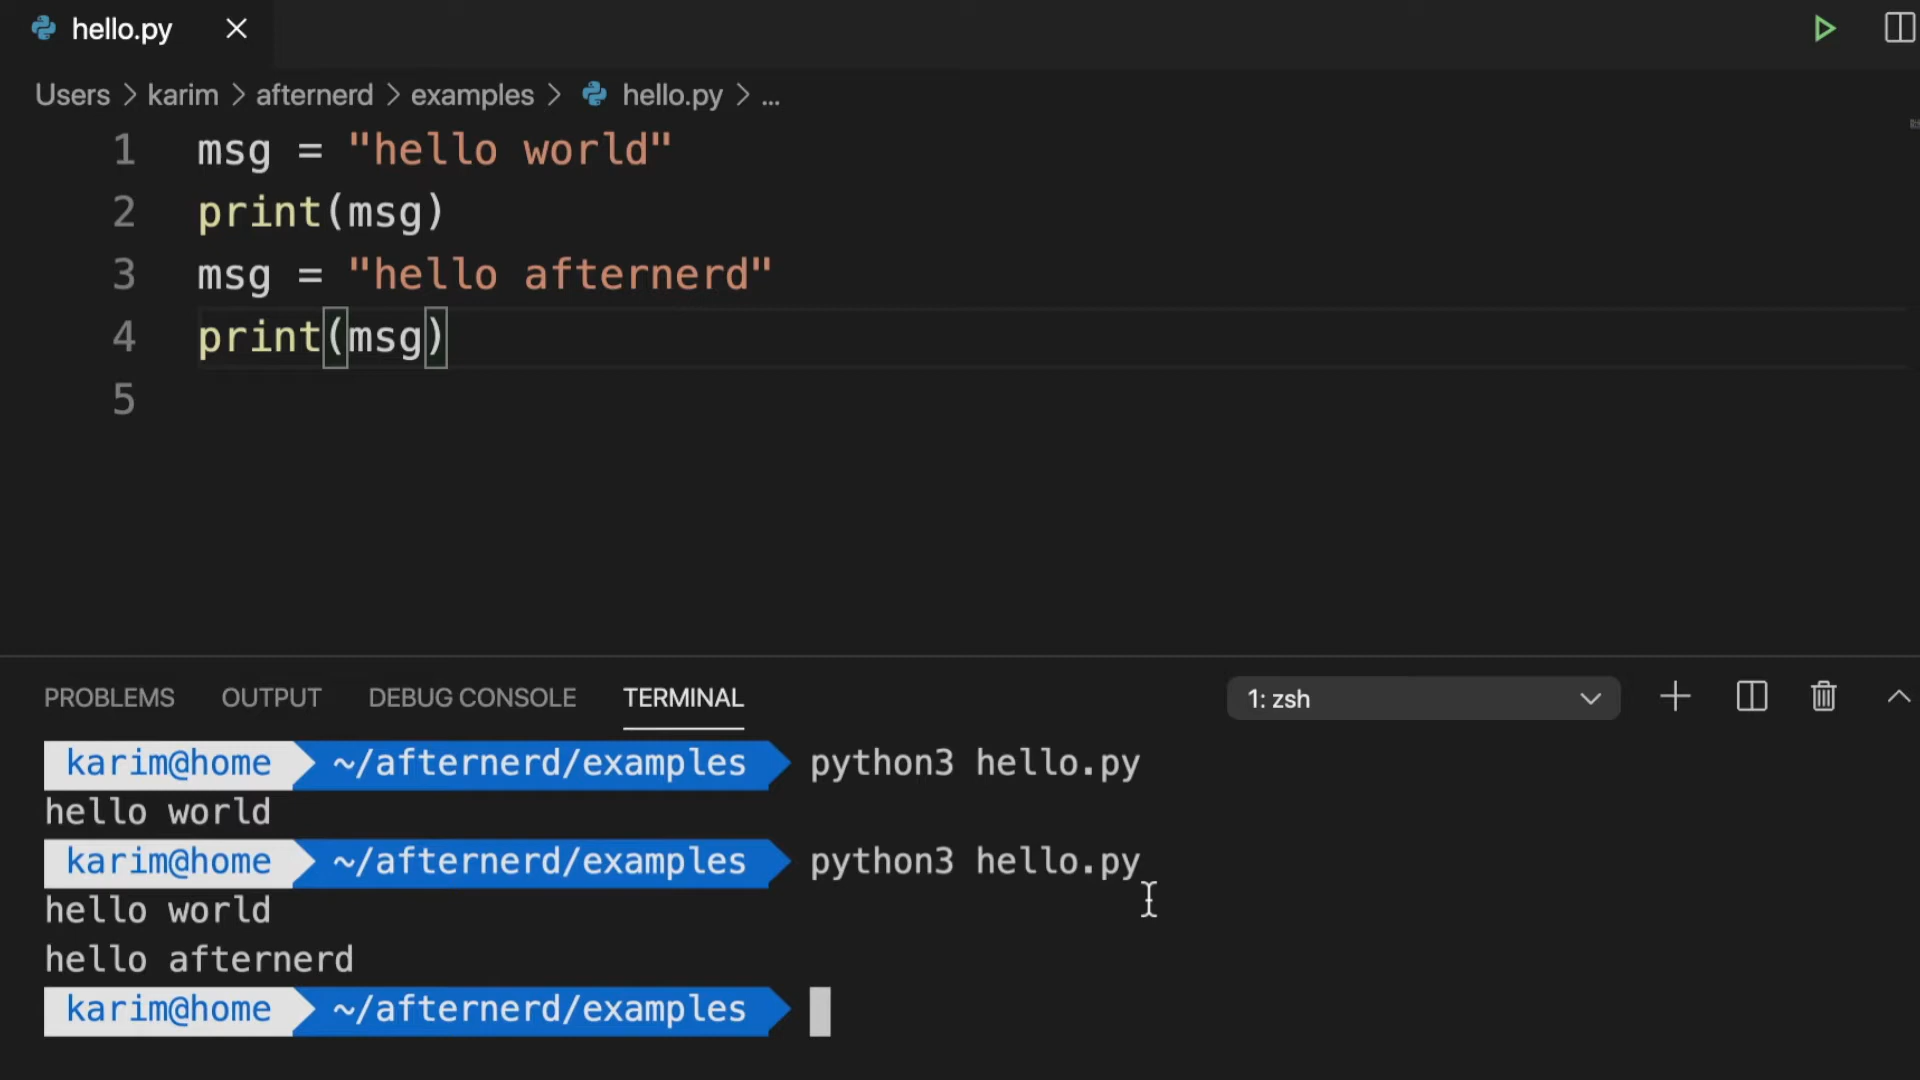 hello.py
Users > karim > afternerd > examples > hello.py > ...
1 msg = "hello world"
2 print(msg)
3 msg = "hello afternerd"
4 print(msg)
5
PROBLEMS OUTPUT DEBUG CONSOLE TERMINAL 1: zsh
karim@home ~/afternerd/examples python3 hello.py
hello world
karim@home ~/afternerd/examples python3 hello.py
hello world
hello afternerd
karim@home ~/afternerd/examples